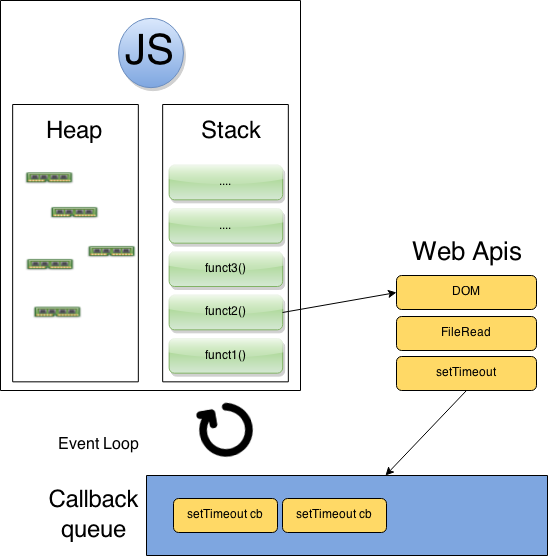 JS
Heap
Stack
....
....
funct3()
funct2()
funct1()
Web Apis
DOM
FileRead
setTimeout
Event Loop
Callback
queue
setTimeout cb
setTimeout cb